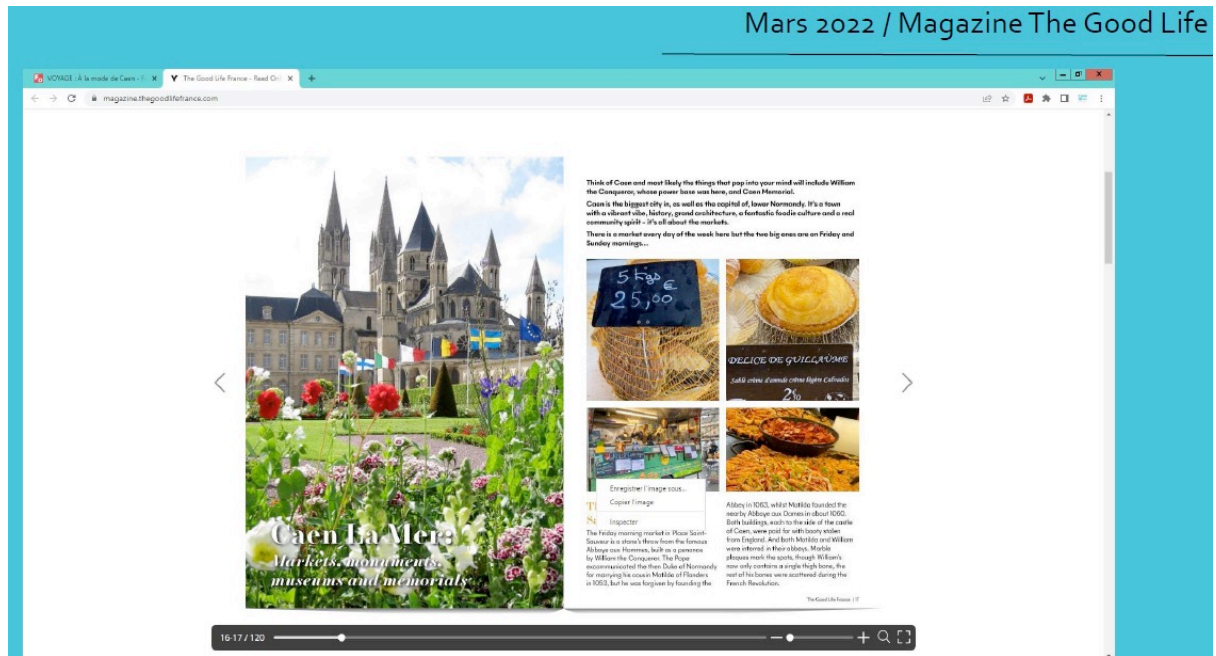 Mars 2022 / Magazine The Good Life
VOYAGE : À la mode de Caen -
The Good Life France - Read Onl
magazine.thegoodlifefrance.com
Think of Caen and most likely the things that pop into your mind will include William
the Conqueror, whose power base was here, and Caen Memorial.
Caen is the biggest city in, as well as the capital of, lower Normandy. It's a town
with a vibrant vibe, history, grand architecture, a fantastic foodie culture and a real
community spirit - it's all about the markets.
There is a market every day of the week here but the two big ones are on Friday and
Sunday mornings...
5 kgs
€
25,00
DELICE DE GUILLAUME
Sablé crème d'amande crème légère Calvados
Enregistrer l'image sous...
Copier l'image
Inspecter
The Friday morning market in Place Saint-
Sauveur is a stone's throw from the famous
Abbaye aux Hommes, built as a penance
by William the Conqueror. The Pope
excommunicated the then Duke of Normandy
for marrying his cousin Matilda of Flanders
in 1053, but he was forgiven by founding the
Abbey in 1063, whilst Matilda founded the
nearby Abbaye aux Dames in about 1060.
Both buildings, each to the side of the castle
of Caen, were paid for with booty stolen
from England. And both Matilda and William
were interred in their abbeys. Marble
plaques mark the spots, though William's
now only contains a single thigh bone, the
rest of his bones were scattered during the
French Revolution.
The Good Life France | 17
Caen La Mer:
Markets, monuments,
museums and memorials
16-17 / 120